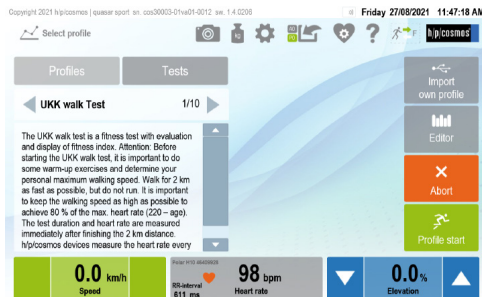 Copyright 2021 h/p/cosmos | quasar sport sn. cos30003-01va01-0012 sw. 1.4.0206
Friday 27/08/2021 11:47:18 AM
Select profile
kg
F
h/p/cosmos
Profiles
Tests
UKK walk Test
1/10
The UKK walk test is a fitness test with evaluation
and display of fitness index. Attention: Before
starting the UKK walk test, it is important to do
some warm-up exercises and determine your
personal maximum walking speed. Walk for 2 km
as fast as possible, but do not run. It is important
to keep the walking speed as high as possible to
achieve 80 % of the max. heart rate (220 – age).
The test duration and heart rate are measured
immediately after finishing the 2 km distance.
h/p/cosmos devices measure the heart rate every
Import
own profile
Editor
Abort
Profile start
0.0 km/h
Speed
RR-interval
611 ms
98 bpm
Heart rate
0.0 %
Elevation